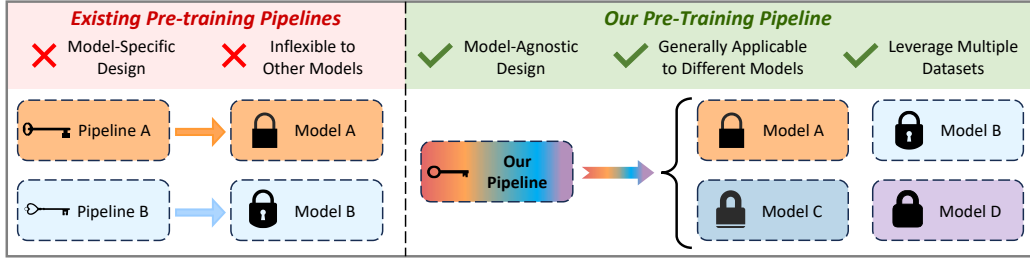 Existing Pre-training Pipelines
Model-Specific
Design
Inflexible to
Other Models
Pipeline A
Model A
Pipeline B
Model B
Our Pre-Training Pipeline
Model-Agnostic
Design
Generally Applicable
to Different Models
Leverage Multiple
Datasets
Our
Pipeline
Model A
Model B
Model C
Model D